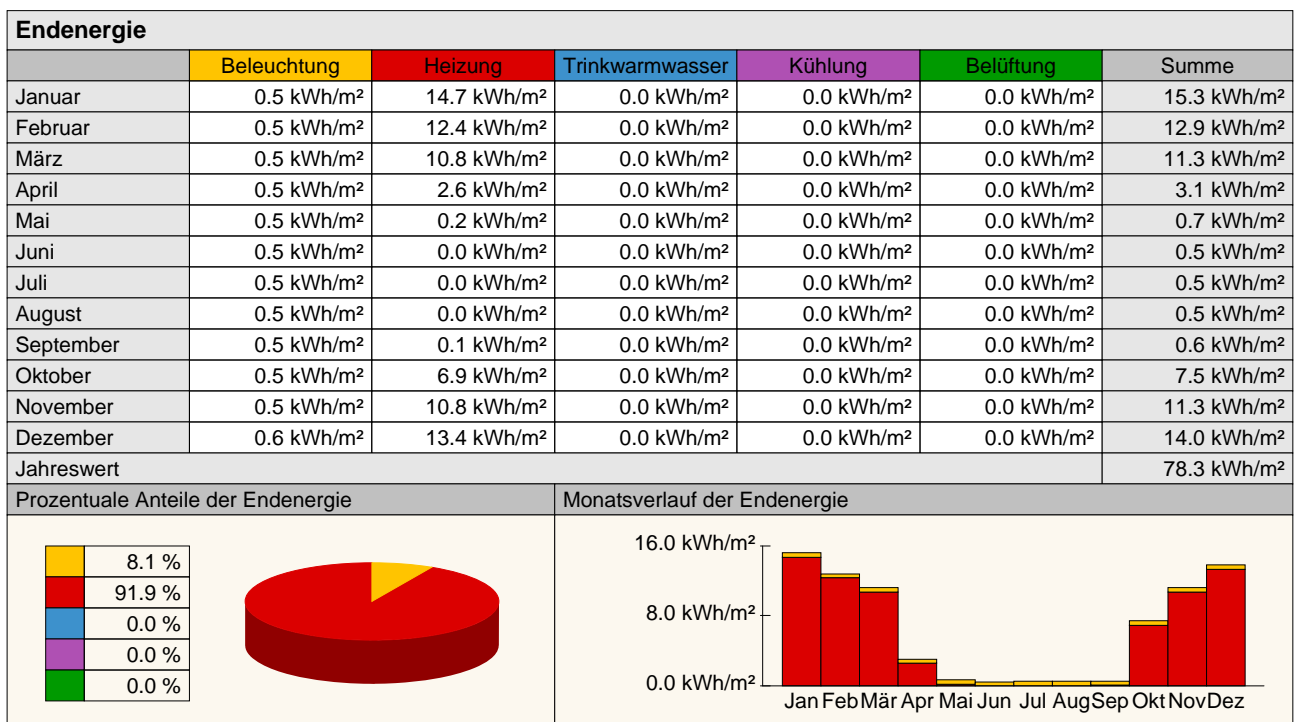 Endenergie
Beleuchtung Heizung Trinkwarmwasser Kühlung Belüftung Summe
Januar 0.5 kWh/m² 14.7 kWh/m² 0.0 kWh/m² 0.0 kWh/m² 0.0 kWh/m² 15.3 kWh/m²
Februar 0.5 kWh/m² 12.4 kWh/m² 0.0 kWh/m² 0.0 kWh/m² 0.0 kWh/m² 12.9 kWh/m²
März 0.5 kWh/m² 10.8 kWh/m² 0.0 kWh/m² 0.0 kWh/m² 0.0 kWh/m² 11.3 kWh/m²
April 0.5 kWh/m² 2.6 kWh/m² 0.0 kWh/m² 0.0 kWh/m² 0.0 kWh/m² 3.1 kWh/m²
Mai 0.5 kWh/m² 0.2 kWh/m² 0.0 kWh/m² 0.0 kWh/m² 0.0 kWh/m² 0.7 kWh/m²
Juni 0.5 kWh/m² 0.0 kWh/m² 0.0 kWh/m² 0.0 kWh/m² 0.0 kWh/m² 0.5 kWh/m²
Juli 0.5 kWh/m² 0.0 kWh/m² 0.0 kWh/m² 0.0 kWh/m² 0.0 kWh/m² 0.5 kWh/m²
August 0.5 kWh/m² 0.0 kWh/m² 0.0 kWh/m² 0.0 kWh/m² 0.0 kWh/m² 0.5 kWh/m²
September 0.5 kWh/m² 0.1 kWh/m² 0.0 kWh/m² 0.0 kWh/m² 0.0 kWh/m² 0.6 kWh/m²
Oktober 0.5 kWh/m² 6.9 kWh/m² 0.0 kWh/m² 0.0 kWh/m² 0.0 kWh/m² 7.5 kWh/m²
November 0.5 kWh/m² 10.8 kWh/m² 0.0 kWh/m² 0.0 kWh/m² 0.0 kWh/m² 11.3 kWh/m²
Dezember 0.6 kWh/m² 13.4 kWh/m² 0.0 kWh/m² 0.0 kWh/m² 0.0 kWh/m² 14.0 kWh/m²
Jahreswert 78.3 kWh/m²
Prozentuale Anteile der Endenergie
8.1 %
91.9 %
0.0 %
0.0 %
0.0 %
Monatsverlauf der Endenergie
16.0 kWh/m²
8.0 kWh/m²
0.0 kWh/m²
Jan Feb Mär Apr Mai Jun Jul Aug Sep Okt Nov Dez